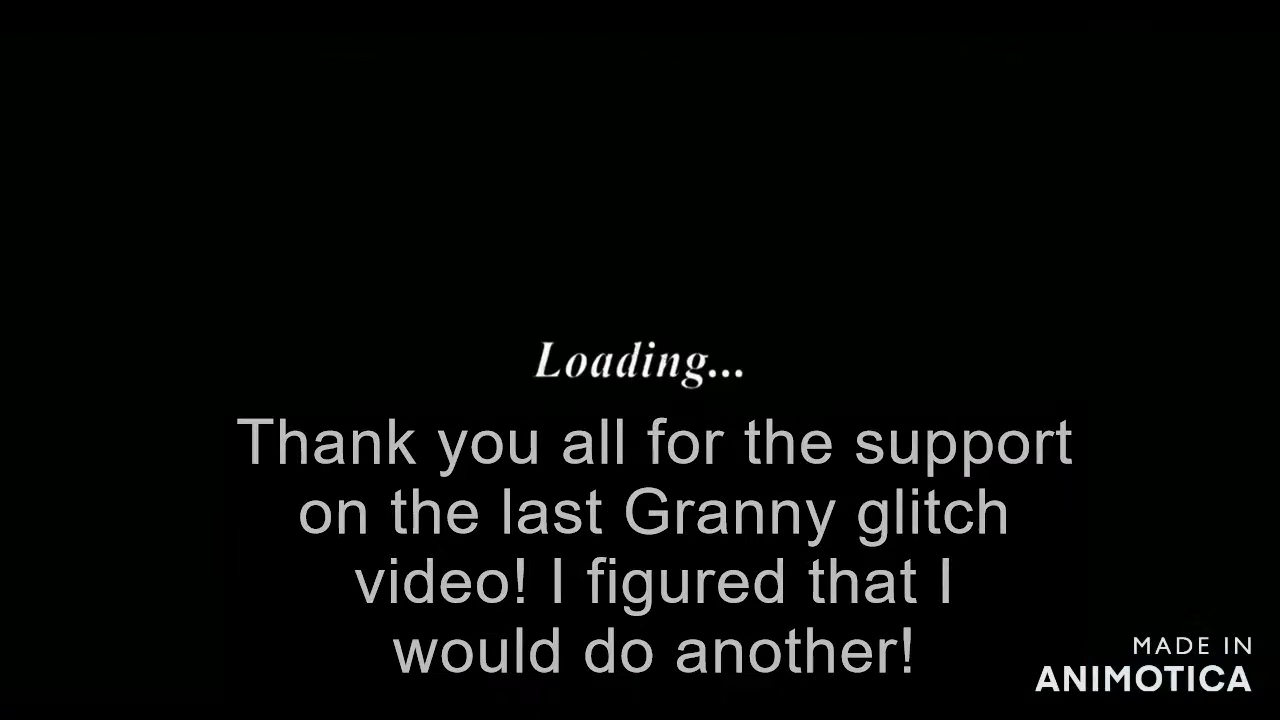 Loading...
Thank you all for the support
on the last Granny glitch
video! I figured that I
would do another!
MADE IN
ANIMOTICA